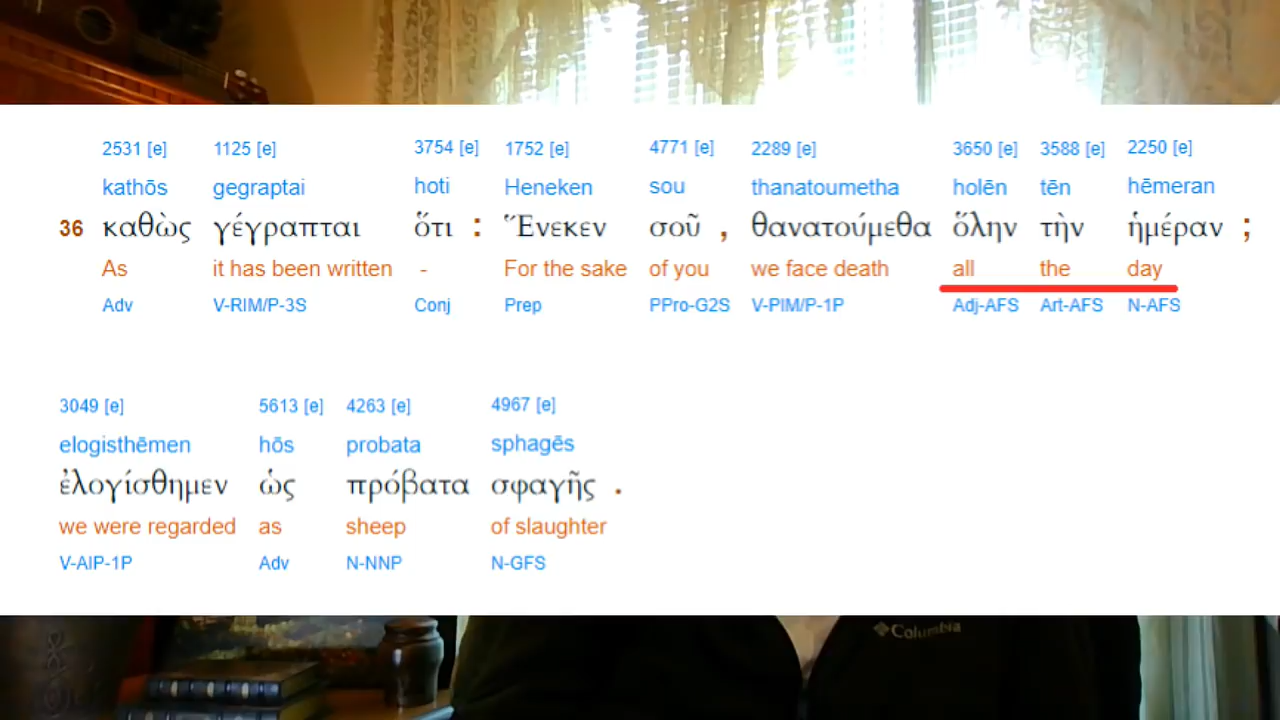 2531 [e] 1125 [e] 3754 [e] 1752 [e] 4771 [e] 2289 [e] 3650 [e] 3588 [e] 2250 [e]
kathōs gegraptai hoti Heneken sou thanatoumetha holēn tēn hēmeran
36 καθὼς γέγραπται ὅτι : Ἕνεκεν σοῦ , θανατούμεθα ὅλην τὴν ἡμέραν ;
As it has been written - For the sake of you we face death all the day
Adv V-RIM/P-3S Conj Prep PPro-G2S V-PIM/P-1P Adj-AFS Art-AFS N-AFS
3049 [e] 5613 [e] 4263 [e] 4967 [e]
elogisthēmen hōs probata sphagēs
ἐλογίσθημεν ὡς πρόβατα σφαγῆς .
we were regarded as sheep of slaughter
V-AIP-1P Adv N-NNP N-GFS
Columbia